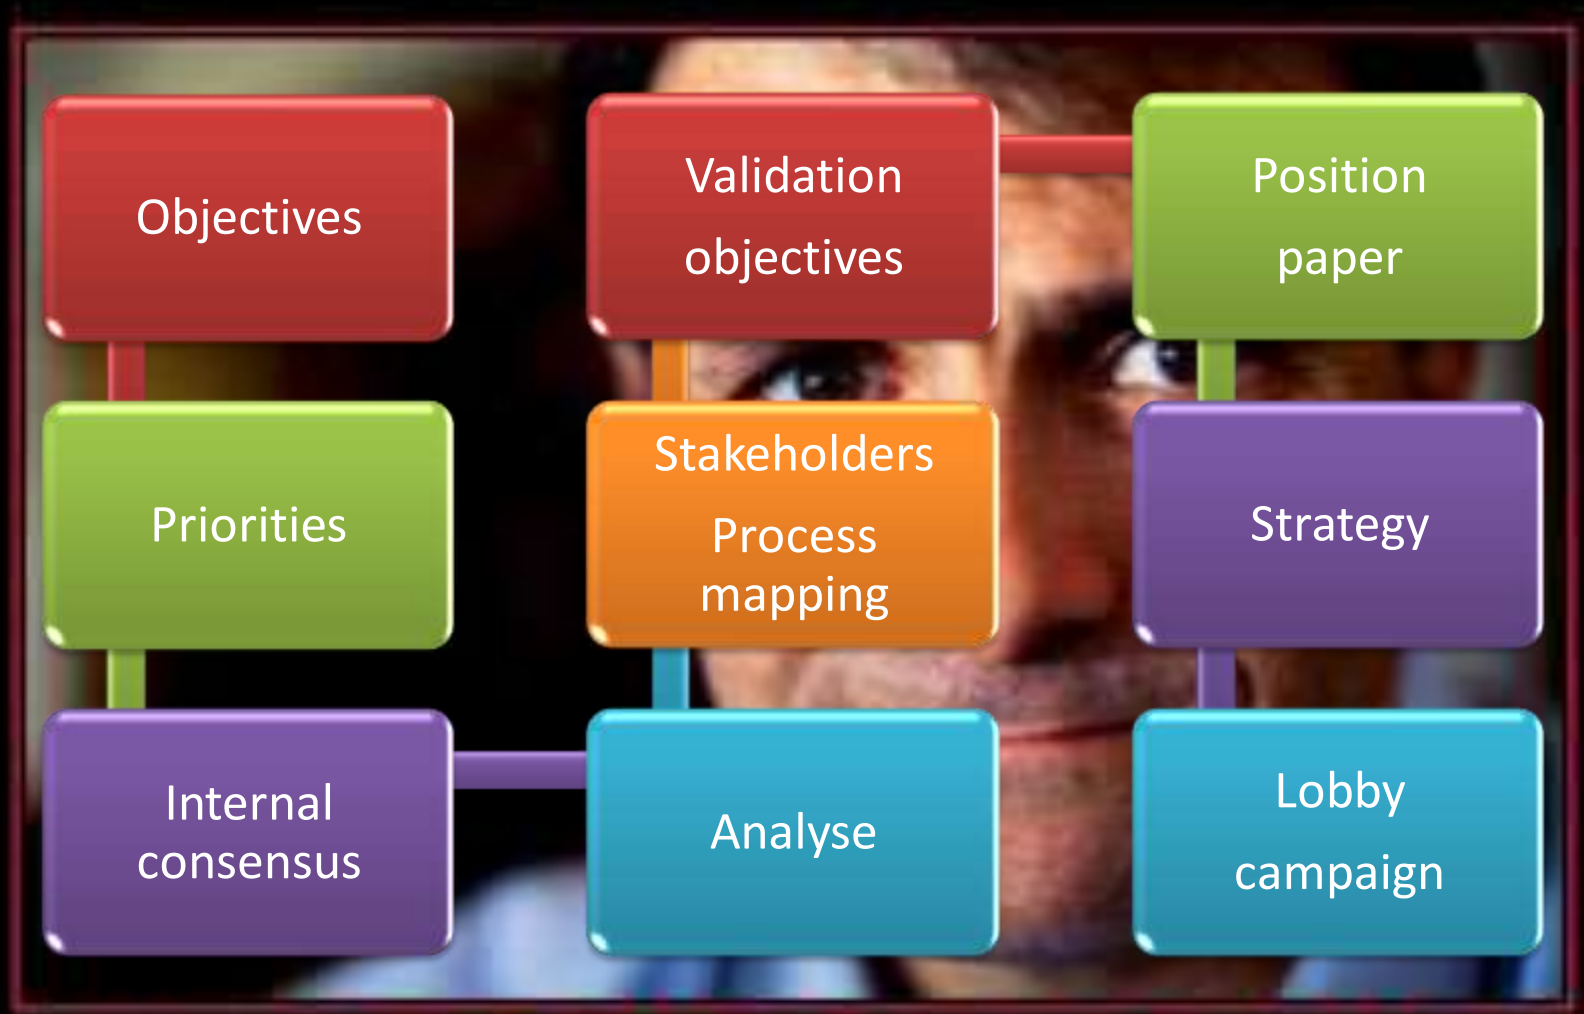 Objectives
Priorities
Internal
consensus
Analyse
Stakeholders
Process
mapping
Validation
objectives
Position
paper
Strategy
Lobby
campaign